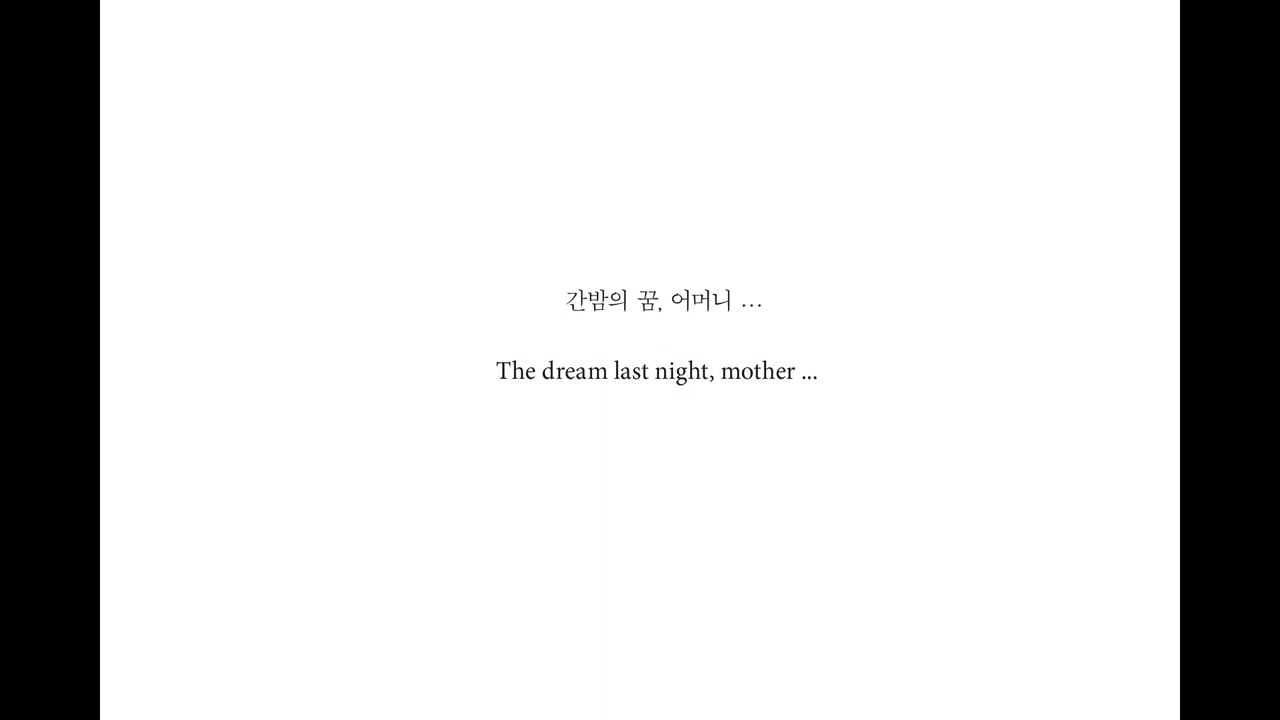 간밤의 꿈, 어머니 …
The dream last night, mother ...